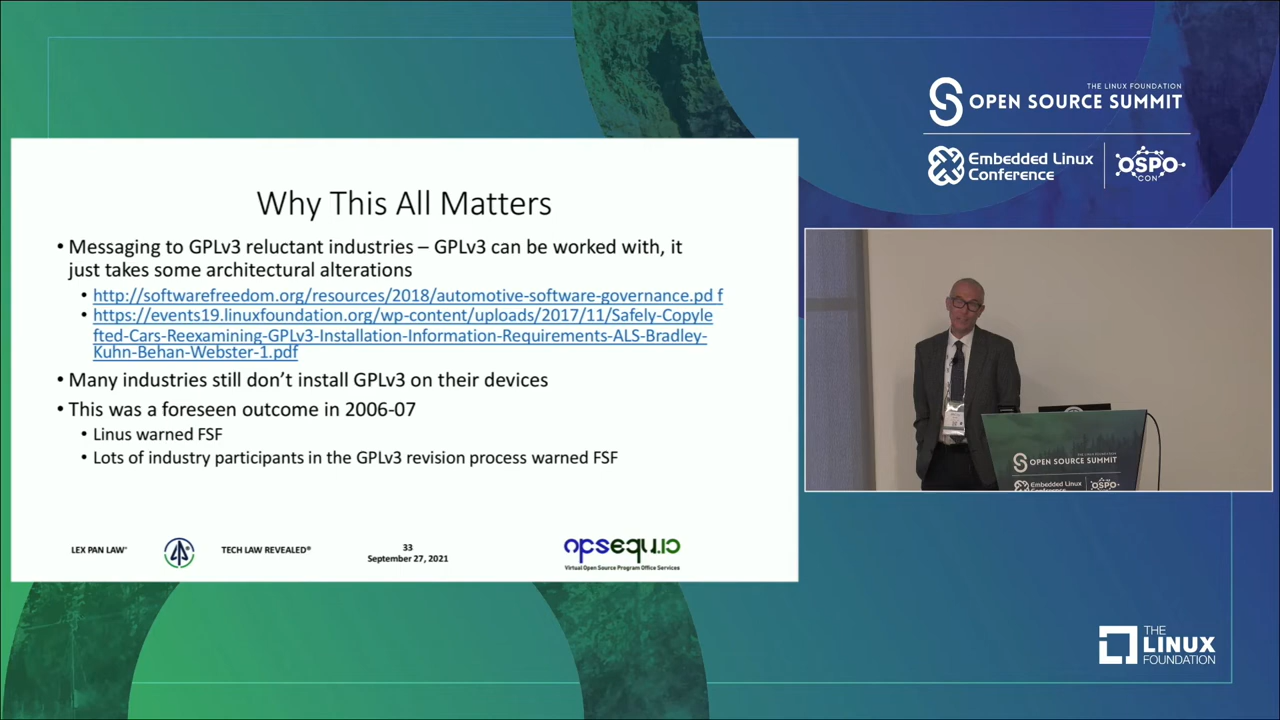 THE LINUX FOUNDATION
OPEN SOURCE SUMMIT
Embedded Linux
Conference
OSPO
CON
Why This All Matters
• Messaging to GPLv3 reluctant industries – GPLv3 can be worked with, it
just takes some architectural alterations
• http://softwarefreedom.org/resources/2018/automotive-software-governance.pd f
• https://events19.linuxfoundation.org/wp-content/uploads/2017/11/Safely-Copyle
fted-Cars-Reexamining-GPLv3-Installation-Information-Requirements-ALS-Bradley-
Kuhn-Behan-Webster-1.pdf
• Many industries still don’t install GPLv3 on their devices
• This was a foreseen outcome in 2006-07
• Linus warned FSF
• Lots of industry participants in the GPLv3 revision process warned FSF
LEX PAN LAW®
TECH LAW REVEALED®
33
September 27, 2021
opsequ.io
Virtual Open Source Program Office Services
OPEN SOURCE SUMMIT
Embedded Linux
Conference
OSPO
THE
LINUX
FOUNDATION